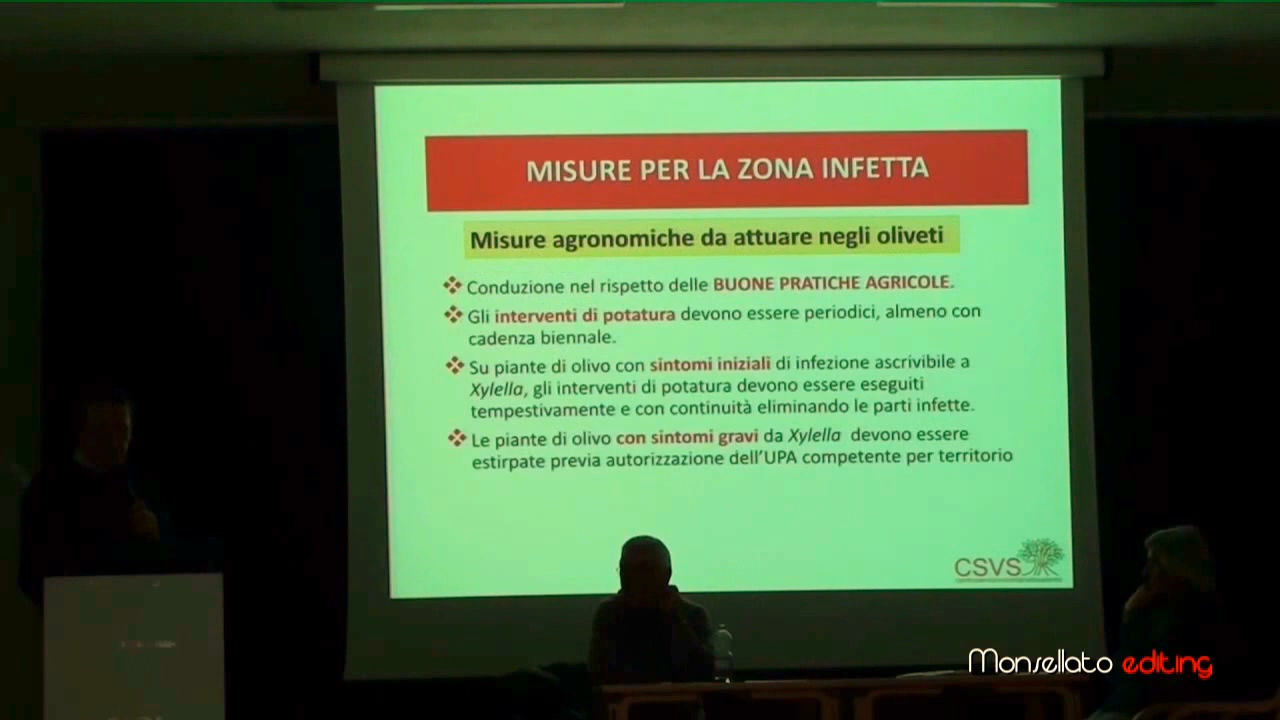 MISURE PER LA ZONA INFETTA
Misure agronomiche da attuare negli oliveti
Conduzione nel rispetto delle BUONE PRATICHE AGRICOLE.
Gli interventi di potatura devono essere periodici, almeno con
cadenza biennale.
Su piante di olivo con sintomi iniziali di infezione ascrivibile a
Xylella, gli interventi di potatura devono essere eseguiti
tempestivamente e con continuità eliminando le parti infette.
Le piante di olivo con sintomi gravi da Xylella devono essere
estirpate previa autorizzazione dell'UPA competente per territorio
CSVS
Monsellato editing